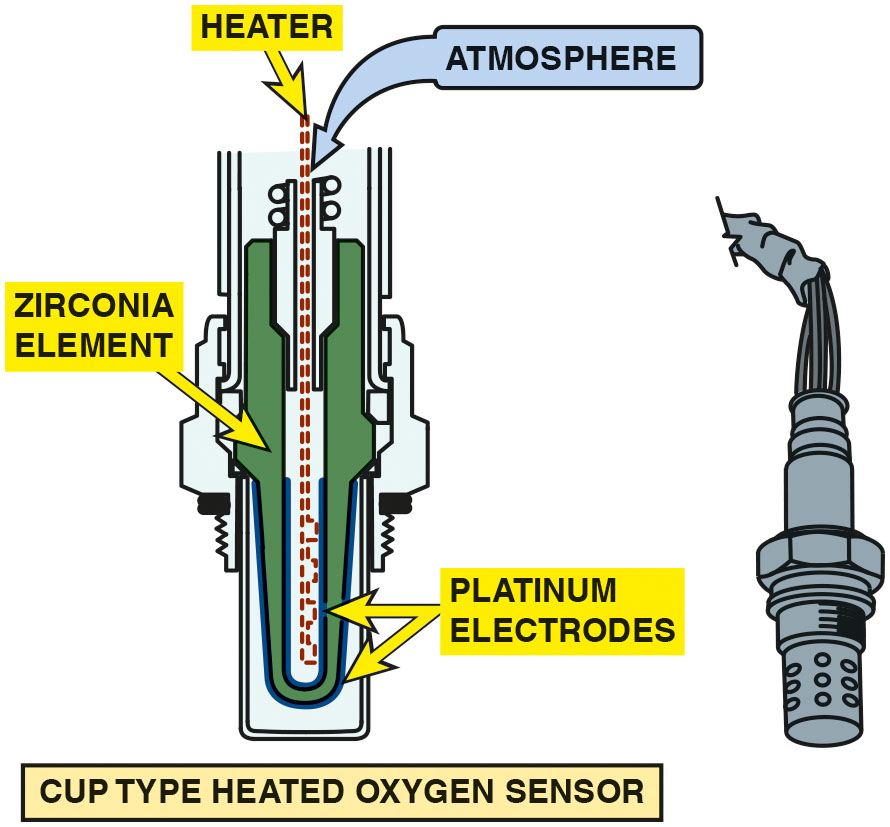 HEATER
ATMOSPHERE
ZIRCONIA
ELEMENT
PLATINUM
ELECTRODES
CUP TYPE HEATED OXYGEN SENSOR